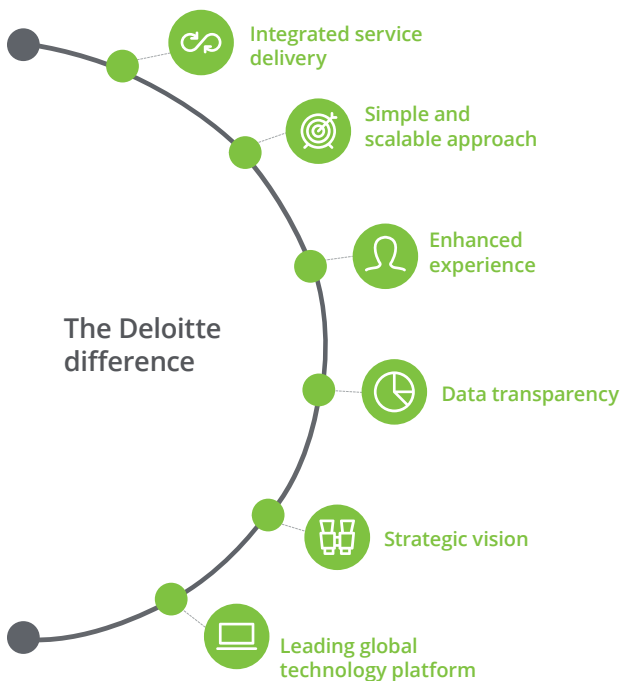 Integrated service
delivery
Simple and
scalable approach
Enhanced
experience
The Deloitte
difference
Data transparency
Strategic vision
Leading global
technology platform